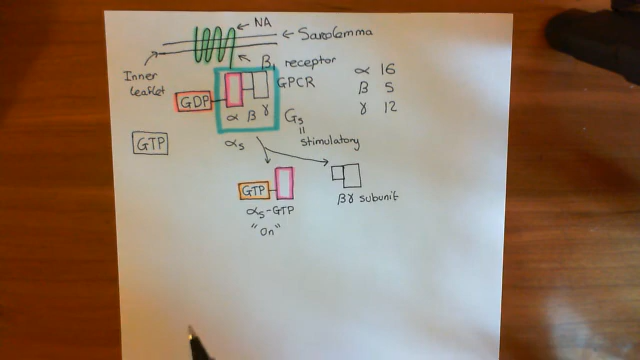 NA
Sarcolemma
Inner
leaflet
β1 receptor
GPCR
α 16
β 5
γ 12
GDP
α β γ
Gs
=
stimulatory
GTP
αs
GTP
αs-GTP
"On"
βγ subunit